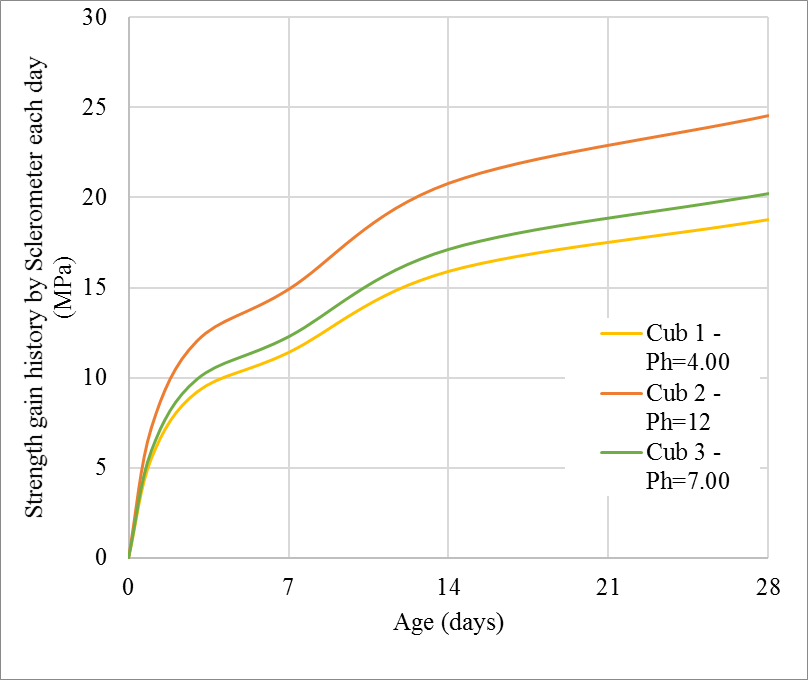 Strength gain history by Sclerometer each day
(MPa)
30
25
20
15
10
5
0
0 7 14 21 28
Age (days)
Cub 1 -
Ph=4.00
Cub 2 -
Ph=12
Cub 3 -
Ph=7.00